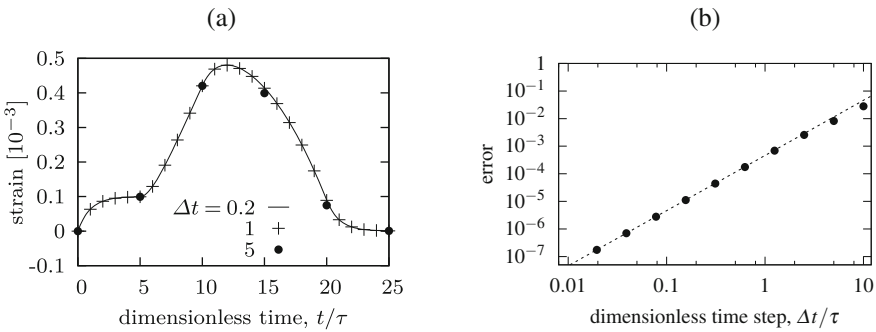 (a)
strain [10⁻³]
0.5
0.4
0.3
0.2
0.1
0
-0.1
Δt = 0.2
1
5
0 5 10 15 20 25
dimensionless time, t/τ
(b)
error
1
10⁻¹
10⁻²
10⁻³
10⁻⁴
10⁻⁵
10⁻⁶
10⁻⁷
0.01 0.1 1 10
dimensionless time step, Δt/τ